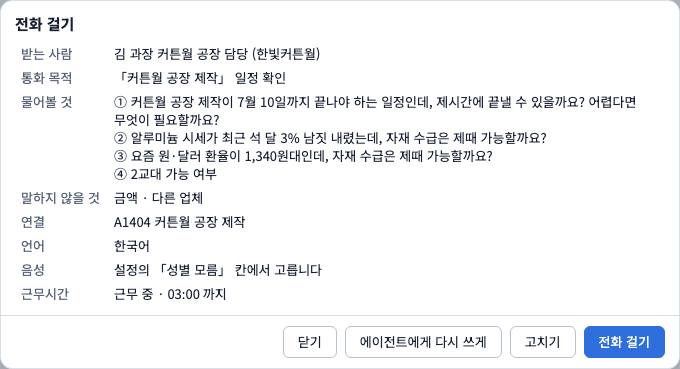 전화 걸기
받는 사람 김 과장 커튼월 공장 담당 (한빛커튼월)
통화 목적 「커튼월 공장 제작」 일정 확인
물어볼 것 ① 커튼월 공장 제작이 7월 10일까지 끝나야 하는 일정인데, 제시간에 끝낼 수 있을까요? 어렵다면
무엇이 필요할까요?
② 알루미늄 시세가 최근 석 달 3% 남짓 내렸는데, 자재 수급은 제때 가능할까요?
③ 요즘 원·달러 환율이 1,340원대인데, 자재 수급은 제때 가능할까요?
④ 2교대 가능 여부
말하지 않을 것 금액 · 다른 업체
연결 A1404 커튼월 공장 제작
언어 한국어
음성 설정의 「성별 모름」 칸에서 고릅니다
근무시간 근무 중 · 03:00 까지
닫기 에이전트에게 다시 쓰게 고치기 전화 걸기